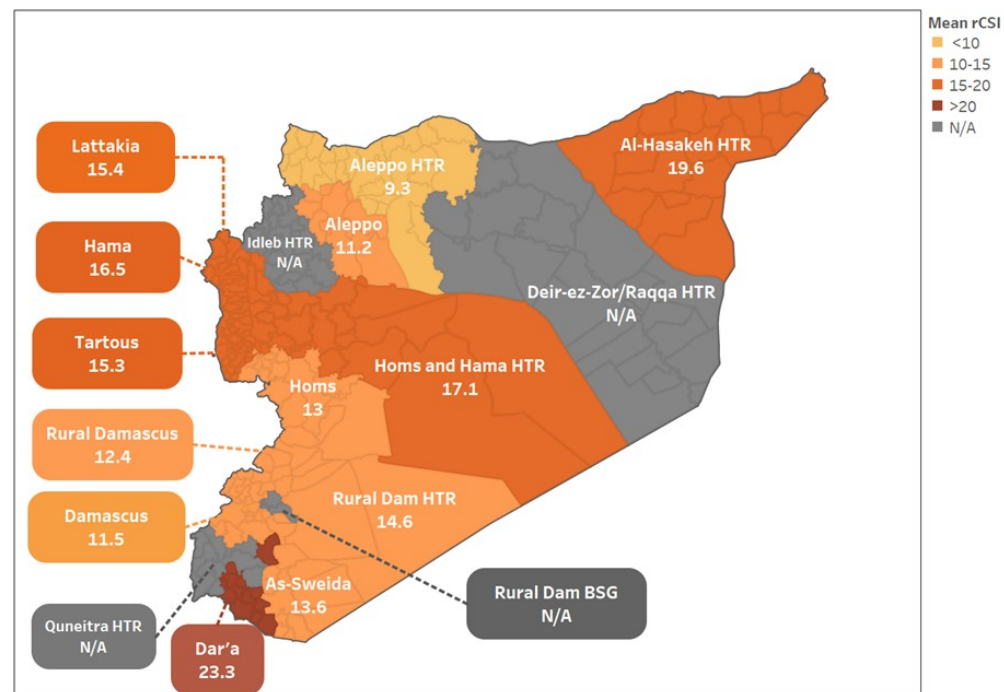 Mean rCSI
<10
10-15
15-20
>20
N/A
Lattakia
15.4
Hama
16.5
Tartous
15.3
Rural Damascus
12.4
Damascus
11.5
Quneitra HTR
N/A
Dar'a
23.3
Rural Dam BSG
N/A
Aleppo HTR
9.3
Aleppo
11.2
Idleb HTR
N/A
Al-Hasakeh HTR
19.6
Deir-ez-Zor/Raqqa HTR
N/A
Homs and Hama HTR
17.1
Homs
13
Rural Dam HTR
14.6
As-Sweida
13.6